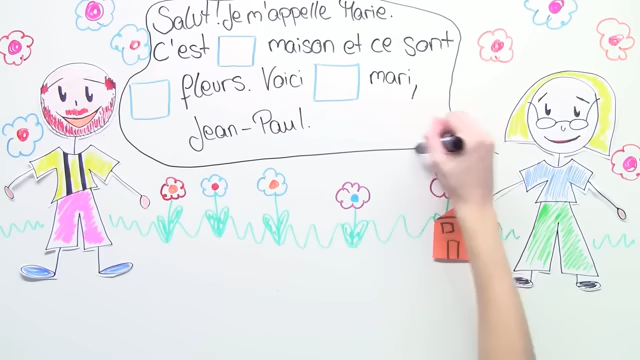 Salut! Je m'appelle Marie.
C'est maison et ce sont
fleurs. Voici mari,
Jean-Paul.